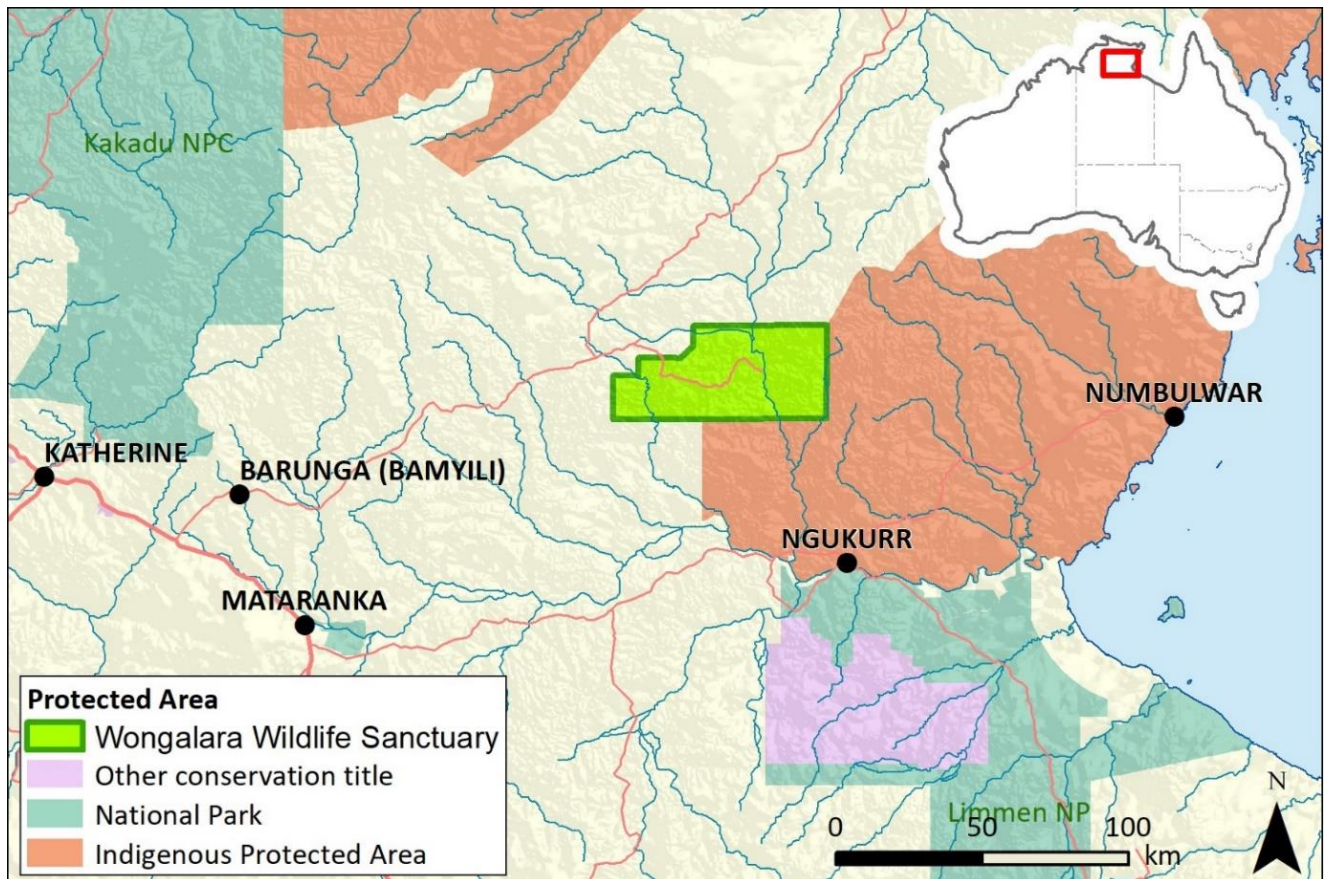 Kakadu NPC
NUMBULWAR
KATHERINE
BARUNGA (BAMYILI)
NGUKURR
MATARANKA
Protected Area
Wongalara Wildlife Sanctuary
Other conservation title
National Park
Indigenous Protected Area
Limmen NP
0 50 100
km
N